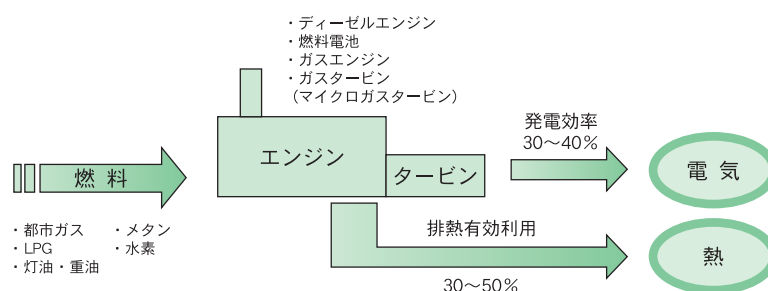 ・ディーゼルエンジン
・燃料電池
・ガスエンジン
・ガスタービン
（マイクロガスタービン）
燃料
エンジン
タービン
発電効率
30〜40%
電気
・都市ガス　・メタン
・LPG　・水素
・灯油・重油
排熱有効利用
30〜50%
熱